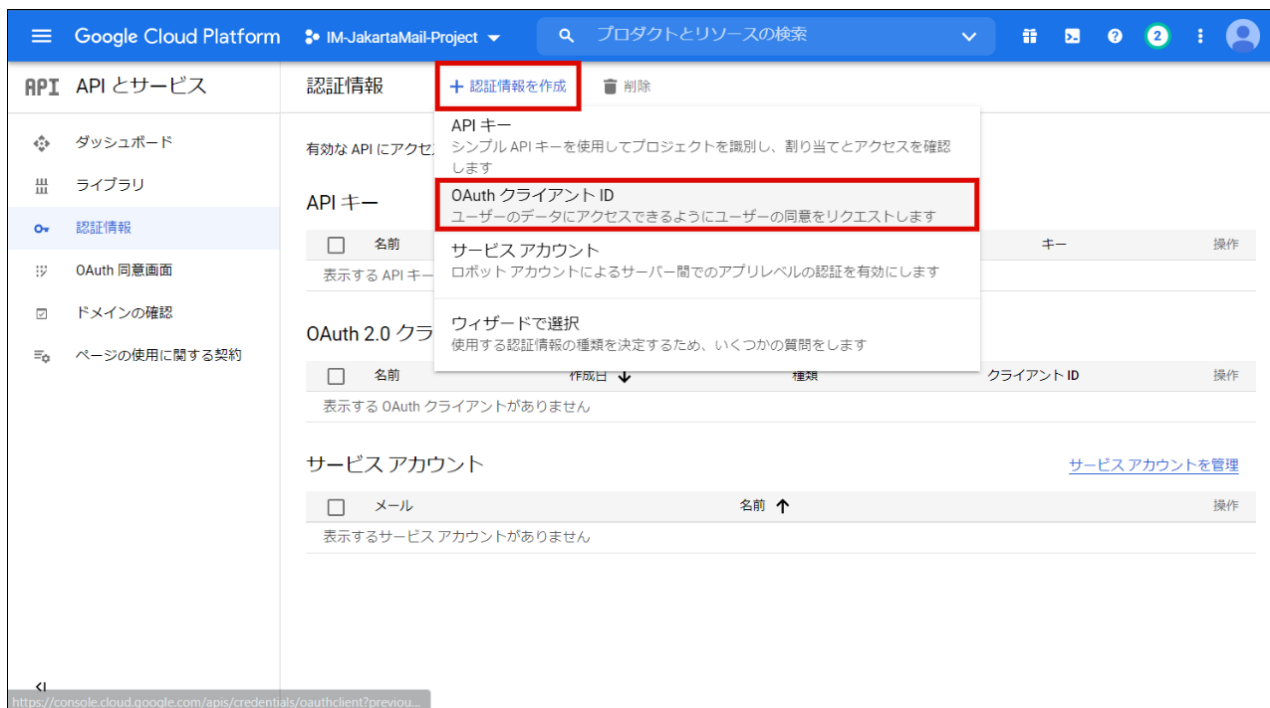 Google Cloud Platform
IM-JakartaMail-Project
プロダクトとリソースの検索
2
API API とサービス
認証情報
認証情報を作成
削除
ダッシュボード
ライブラリ
認証情報
OAuth 同意画面
ドメインの確認
ページの使用に関する契約
有効な API にアクセ
API キー
シンプル API キーを使用してプロジェクトを識別し、割り当てとアクセスを確認
します
OAuth クライアント ID
ユーザーのデータにアクセスできるようにユーザーの同意をリクエストします
サービス アカウント
ロボット アカウントによるサーバー間でのアプリレベルの認証を有効にします
ウィザードで選択
使用する認証情報の種類を決定するため、いくつかの質問をします
API キー
名前
キー
操作
表示する API キー
OAuth 2.0 クラ
名前
作成日
種類
クライアント ID
操作
表示する OAuth クライアントがありません
サービス アカウント
サービス アカウントを管理
メール
名前
操作
表示するサービス アカウントがありません
https://console.cloud.google.com/apis/credentials/oauthclient?previou...